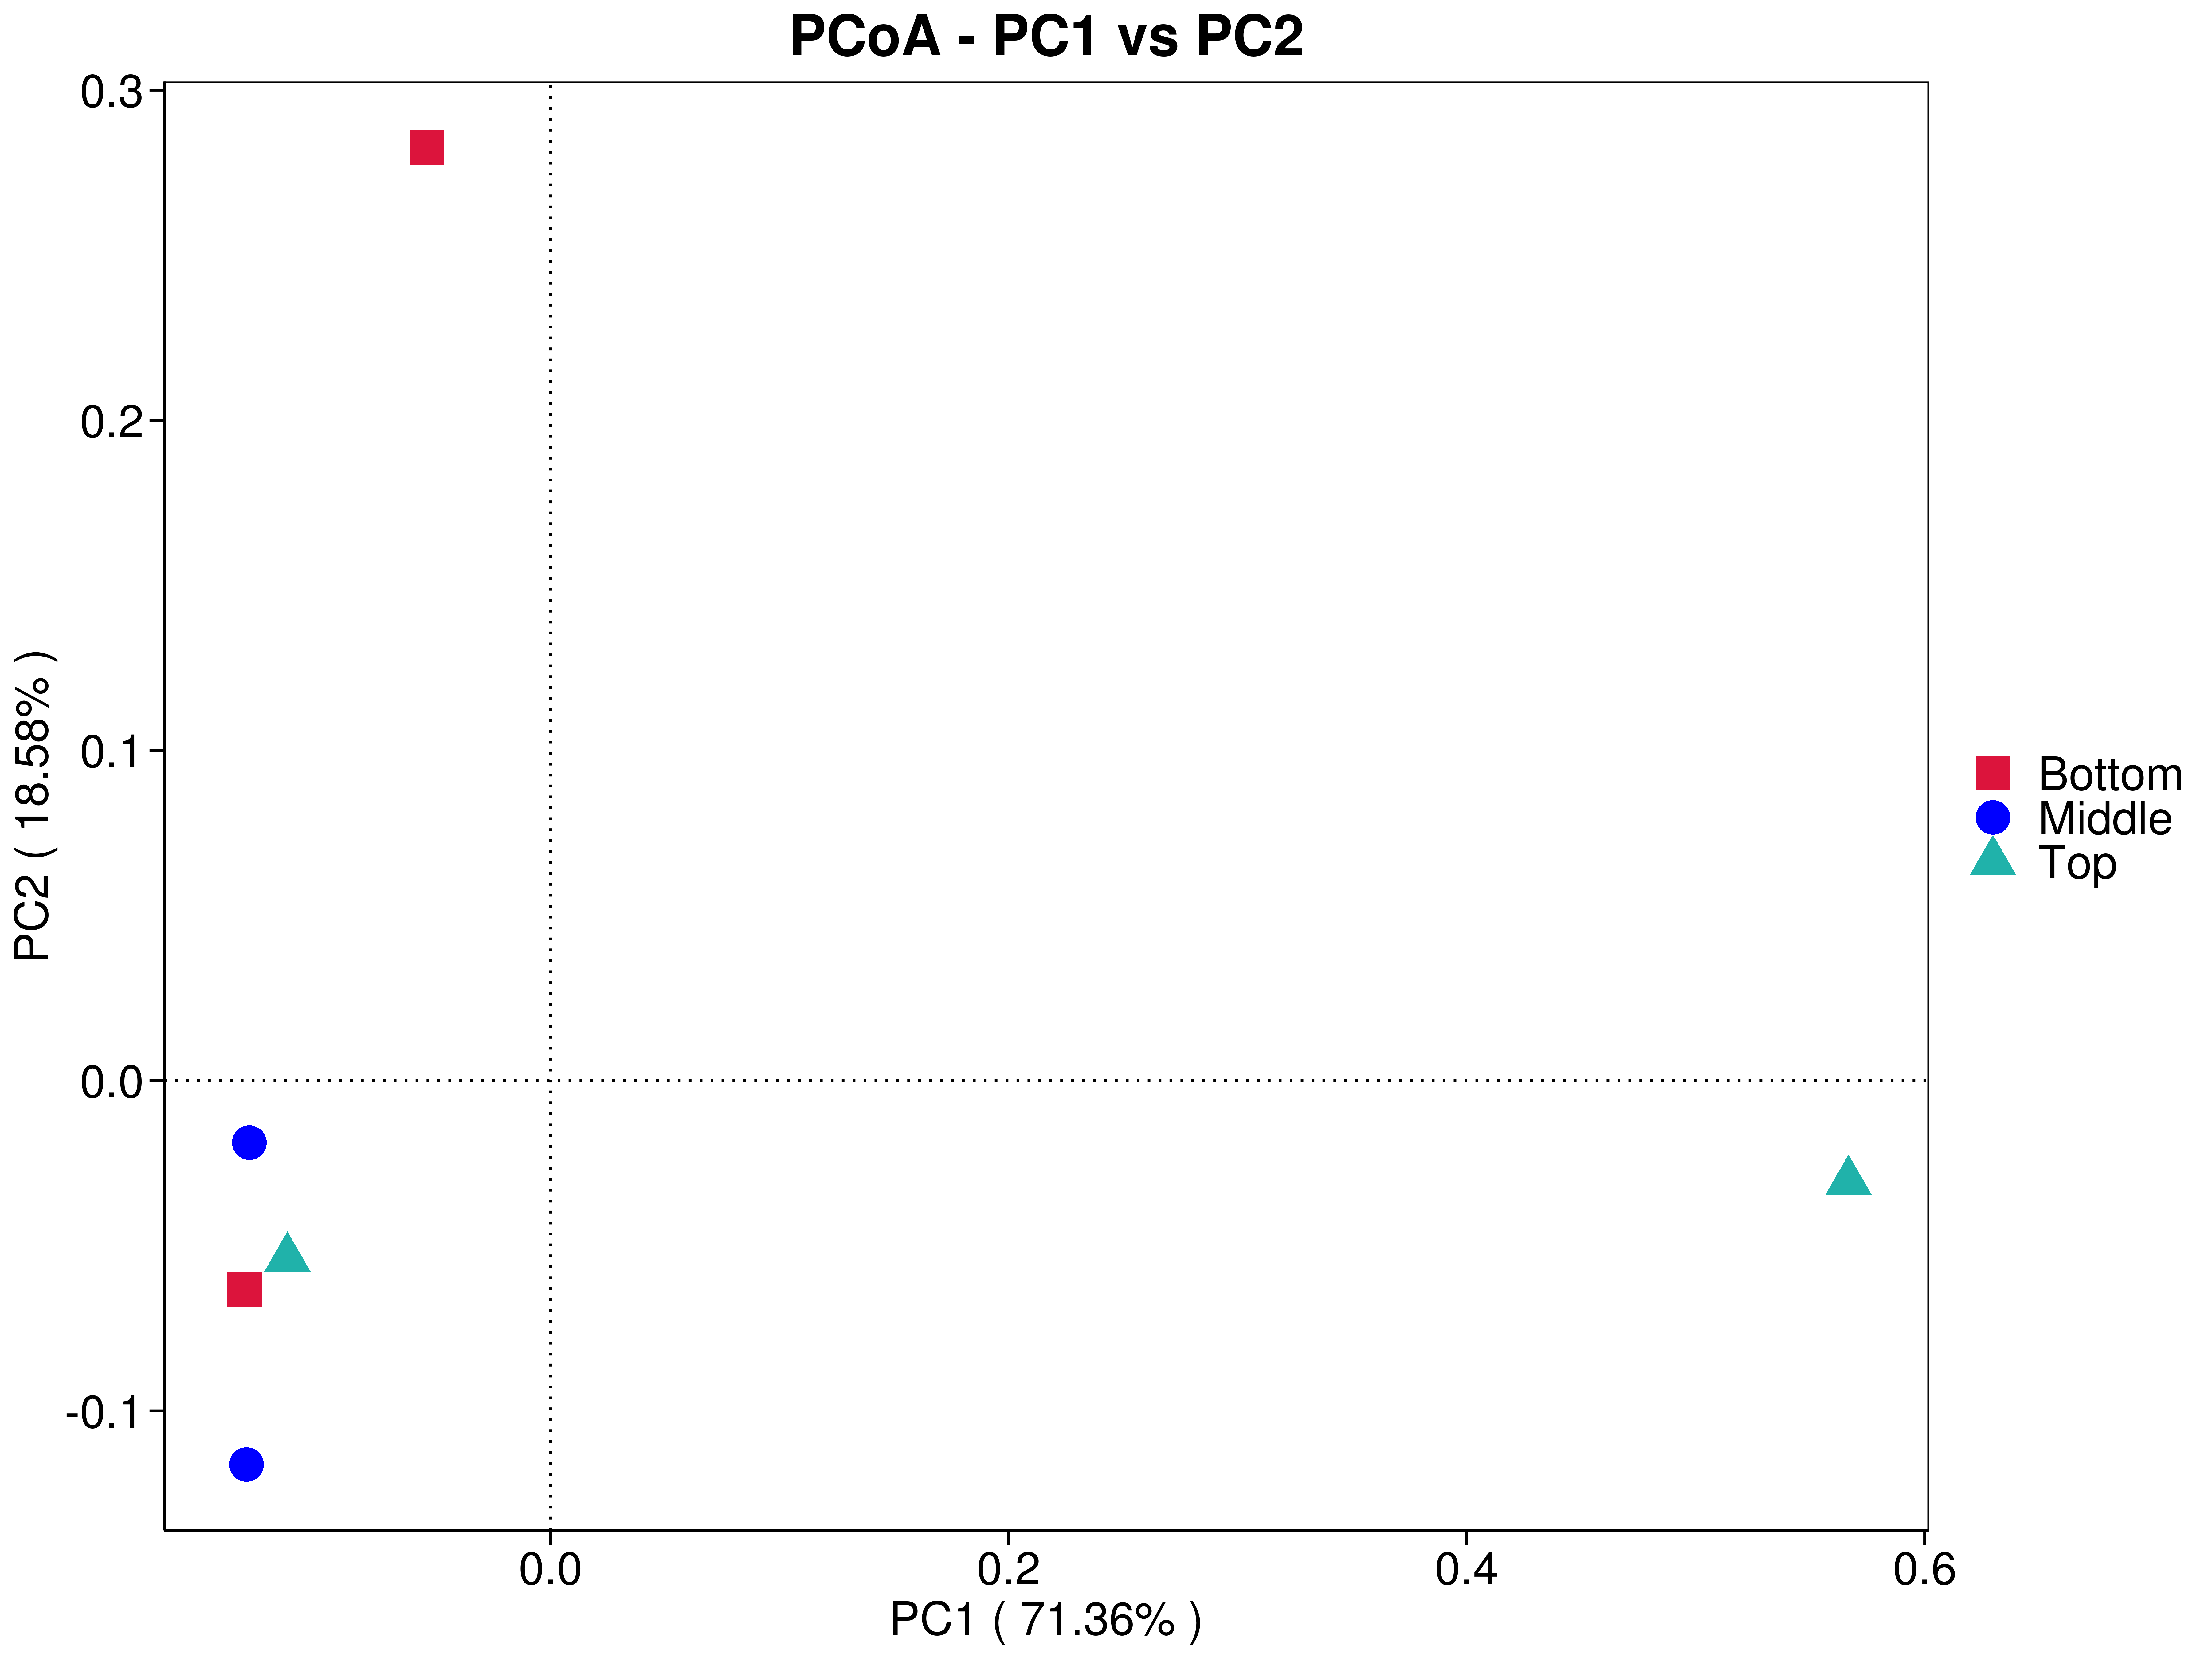 PCoA - PC1 vs PC2
0.3
0.2
0.1
0.0
-0.1
PC2 ( 18.58% )
0.0 0.2 0.4 0.6
PC1 ( 71.36% )
Bottom
Middle
Top